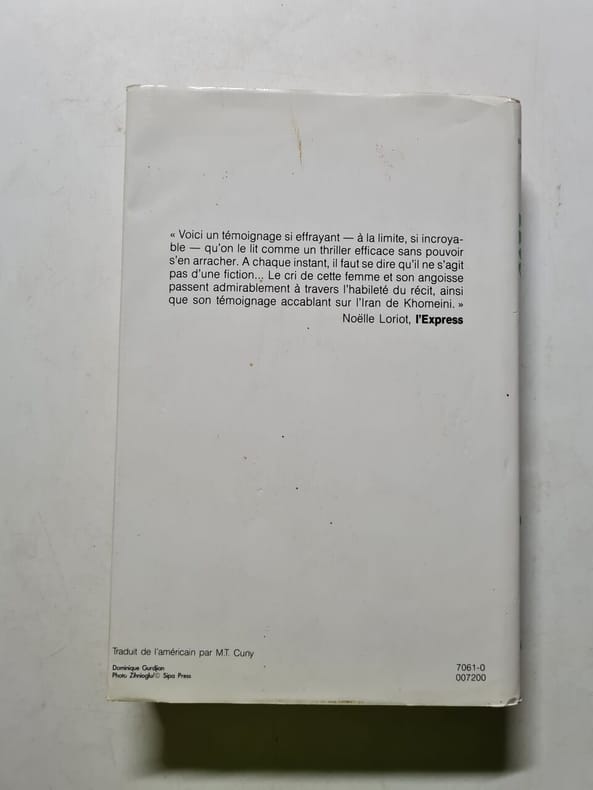 « Voici un témoignage si effrayant — à la limite, si incroya-
ble — qu'on le lit comme un thriller efficace sans pouvoir
s'en arracher. A chaque instant, il faut se dire qu'il ne s'agit
pas d'une fiction... Le cri de cette femme et son angoisse
passent admirablement à travers l'habileté du récit, ainsi
que son témoignage accablant sur l'Iran de Khomeini. »
Noëlle Loriot, l'Express
Traduit de l'américain par M.T. Cuny
Dominique Gurdjian
Photo Zihnioglu/© Sipa Press
7061-0
007200